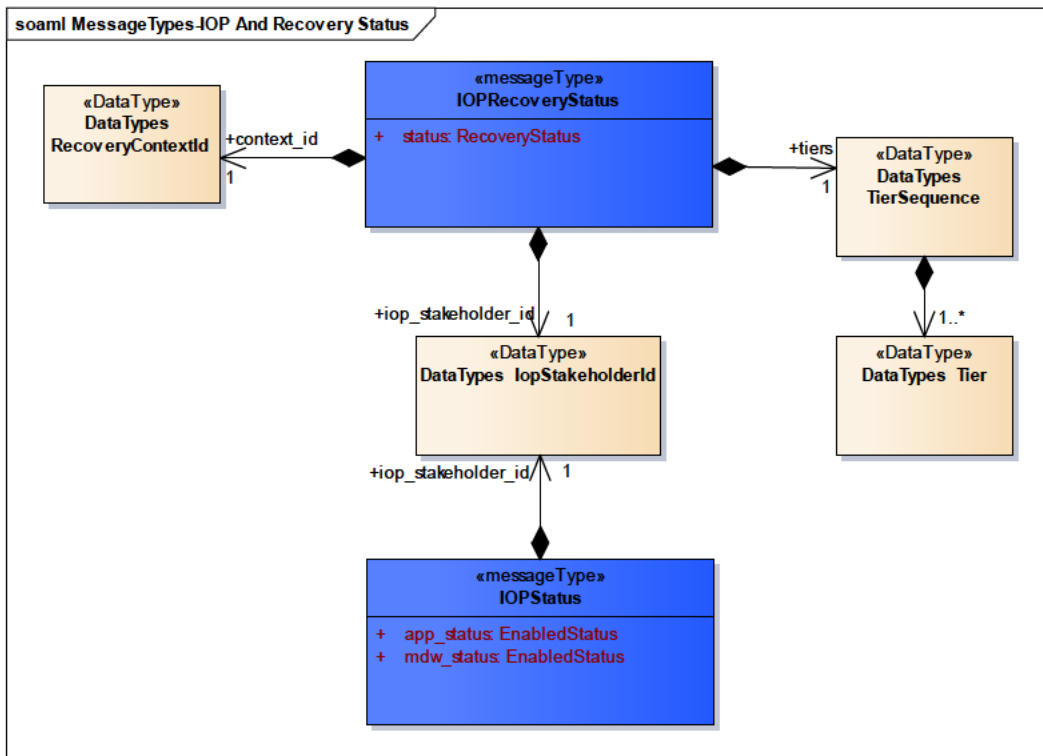 soaml MessageTypes-IOP And Recovery Status
«DataType»
DataTypes
RecoveryContextId
+context_id
1
«messageType»
IOPRecoveryStatus
+ status: RecoveryStatus
+tiers
1
«DataType»
DataTypes
TierSequence
+iop_stakeholder_id
1
1..*
«DataType»
DataTypes IopStakeholderId
«DataType»
DataTypes Tier
+iop_stakeholder_id
1
«messageType»
IOPStatus
+ app_status: EnabledStatus
+ mdw_status: EnabledStatus